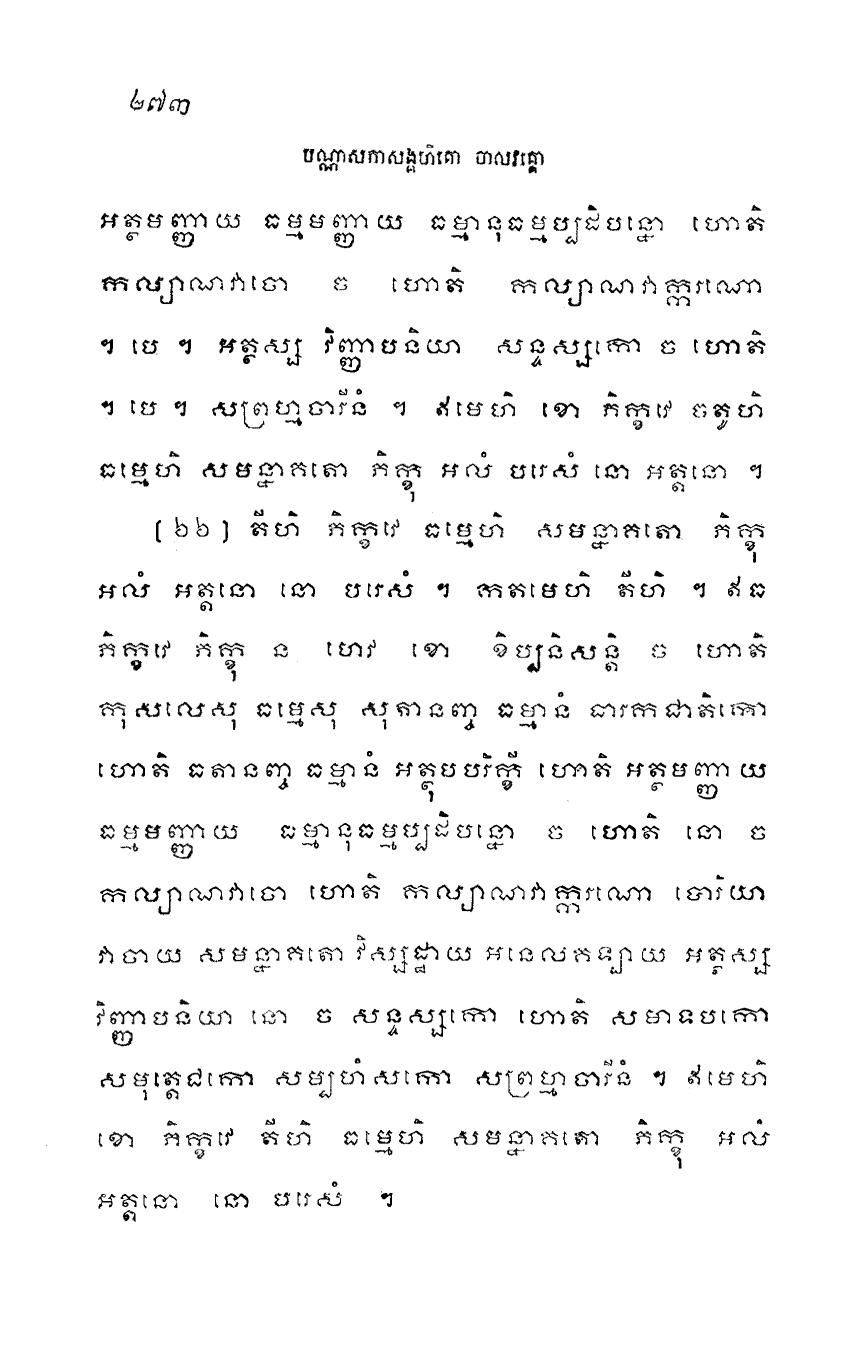 ២៧៣
បណ្ណាសកាសង្គហិតោ ចាលវគ្គោ
អត្ថមញ្ញាយ ធម្មមញ្ញាយ ធម្មានុធម្មប្បដិបន្នោ ហោតិ
កល្យាណវាចោ ច ហោតិ កល្យាណវាក្ករណោ
។ បេ ។ អត្ថស្ស វិញ្ញាបនិយា សន្ទស្សកោ ច ហោតិ
។ បេ ។ សព្រហ្មចារីនំ ។ ឥមេហិ ខោ ភិក្ខវេ ចតូហិ
ធម្មេហិ សមន្នាគតោ ភិក្ខុ អលំ បរេសំ នោ អត្តនោ ។
[ ៦៦ ] តីហិ ភិក្ខវេ ធម្មេហិ សមន្នាគតោ ភិក្ខុ
អលំ អត្តនោ នោ បរេសំ ។ កតមេហិ តីហិ ។ ឥធ
ភិក្ខវេ ភិក្ខុ ន ហេវ ខោ ខិប្បនិសន្តិ ច ហោតិ
កុសលេសុ ធម្មេសុ សុតានញ្ច ធម្មានំ ធារកជាតិកោ
ហោតិ ធតានញ្ច ធម្មានំ អត្ថុបបរិក្ខី ហោតិ អត្ថមញ្ញាយ
ធម្មមញ្ញាយ ធម្មានុធម្មប្បដិបន្នោ ច ហោតិ នោ ច
កល្យាណវាចោ ហោតិ កល្យាណវាក្ករណោ បោរិយា
វាចាយ សមន្នាគតោ វិស្សដ្ឋាយ អនេលគឡាយ អត្ថស្ស
វិញ្ញាបនិយា នោ ច សន្ទស្សកោ ហោតិ សមាទបកោ
សមុត្តេជកោ សម្បហំសកោ សព្រហ្មចារីនំ ។ ឥមេហិ
ខោ ភិក្ខវេ តីហិ ធម្មេហិ សមន្នាគតោ ភិក្ខុ អលំ
អត្តនោ នោ បរេសំ ។